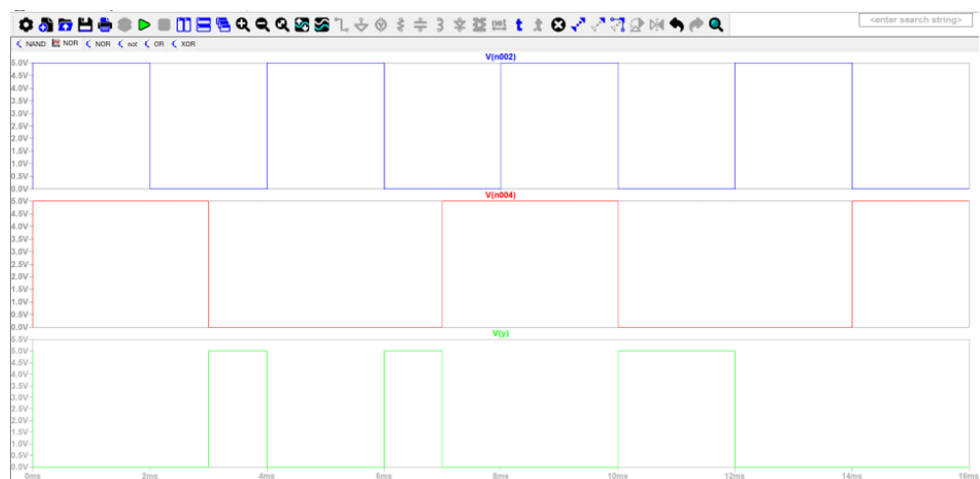 <enter search string>
NAND NOR NOR not OR XOR
V(n002)
5.0V
4.5V
4.0V
3.5V
3.0V
2.5V
2.0V
1.5V
1.0V
0.5V
0.0V
V(n004)
5.0V
4.5V
4.0V
3.5V
3.0V
2.5V
2.0V
1.5V
1.0V
0.5V
0.0V
V(y)
5.5V
5.0V
4.5V
4.0V
3.5V
3.0V
2.5V
2.0V
1.5V
1.0V
0.5V
0.0V
0ms 2ms 4ms 6ms 8ms 10ms 12ms 14ms 16ms